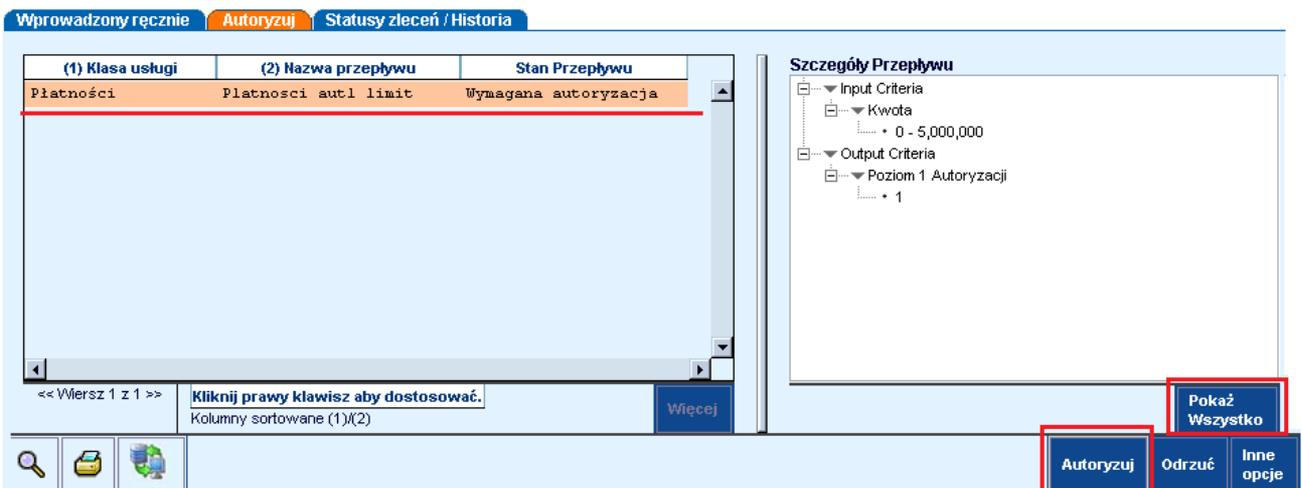 Wprowadzony ręcznie Autoryzuj Statusy zleceń / Historia
(1) Klasa usługi (2) Nazwa przepływu Stan Przepływu
Płatności Platnosci aut1 limit Wymagana autoryzacja
<< Wiersz 1 z 1 >>
Kliknij prawy klawisz aby dostosować.
Kolumny sortowane (1)/(2)
Więcej
Szczegóły Przepływu
Input Criteria
Kwota
0 - 5,000,000
Output Criteria
Poziom 1 Autoryzacji
1
Pokaż
Wszystko
Autoryzuj
Odrzuć
Inne
opcje